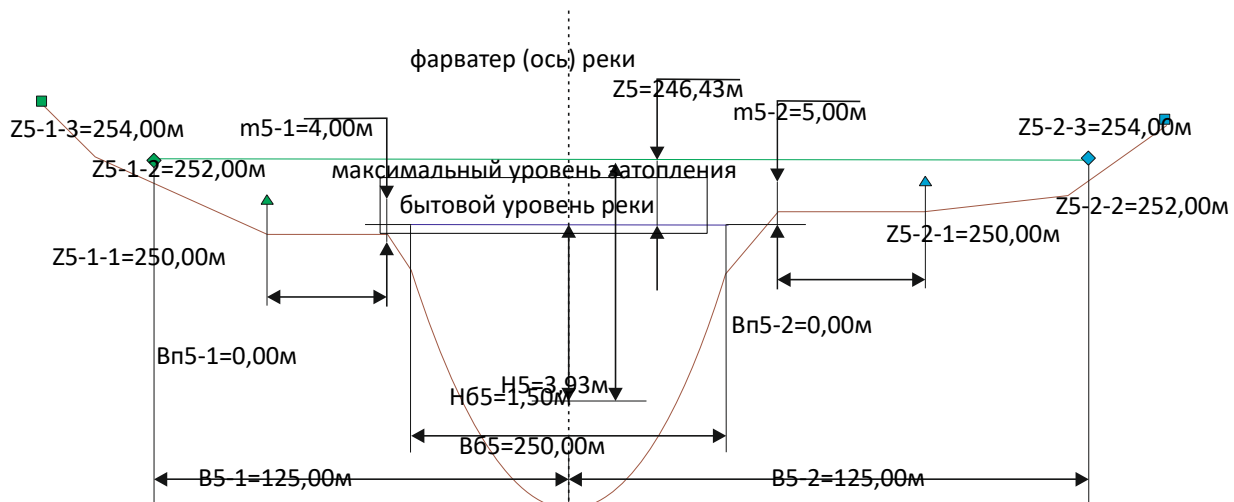 фарватер (ось) реки
Z5=246,43м
m5-2=5,00м
Z5-1-3=254,00м
m5-1=4,00м
Z5-2-3=254,00м
Z5-1-2=252,00м
максимальный уровень затопления
бытовой уровень реки
Z5-2-2=252,00м
Z5-1-1=250,00м
Z5-2-1=250,00м
Вп5-1=0,00м
Вп5-2=0,00м
Н5=3,93м
Нб5=1,50м
Вб5=250,00м
В5-1=125,00м
В5-2=125,00м